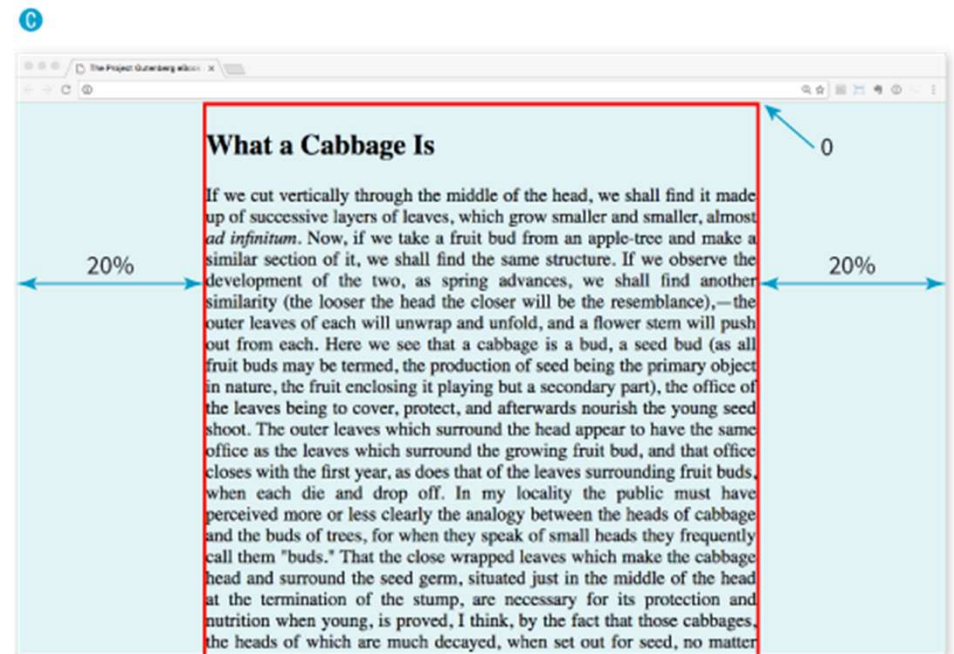 C
The Project Gutenberg eBook
0
What a Cabbage Is
If we cut vertically through the middle of the head, we shall find it made
up of successive layers of leaves, which grow smaller and smaller, almost
ad infinitum. Now, if we take a fruit bud from an apple-tree and make a
similar section of it, we shall find the same structure. If we observe the
20%
20%
development of the two, as spring advances, we shall find another
similarity (the looser the head the closer will be the resemblance),—the
outer leaves of each will unwrap and unfold, and a flower stem will push
out from each. Here we see that a cabbage is a bud, a seed bud (as all
fruit buds may be termed, the production of seed being the primary object
in nature, the fruit enclosing it playing but a secondary part), the office of
the leaves being to cover, protect, and afterwards nourish the young seed
shoot. The outer leaves which surround the head appear to have the same
office as the leaves which surround the growing fruit bud, and that office
closes with the first year, as does that of the leaves surrounding fruit buds,
when each die and drop off. In my locality the public must have
perceived more or less clearly the analogy between the heads of cabbage
and the buds of trees, for when they speak of small heads they frequently
call them "buds." That the close wrapped leaves which make the cabbage
head and surround the seed germ, situated just in the middle of the head
at the termination of the stump, are necessary for its protection and
nutrition when young, is proved, I think, by the fact that those cabbages,
the heads of which are much decayed, when set out for seed, no matter